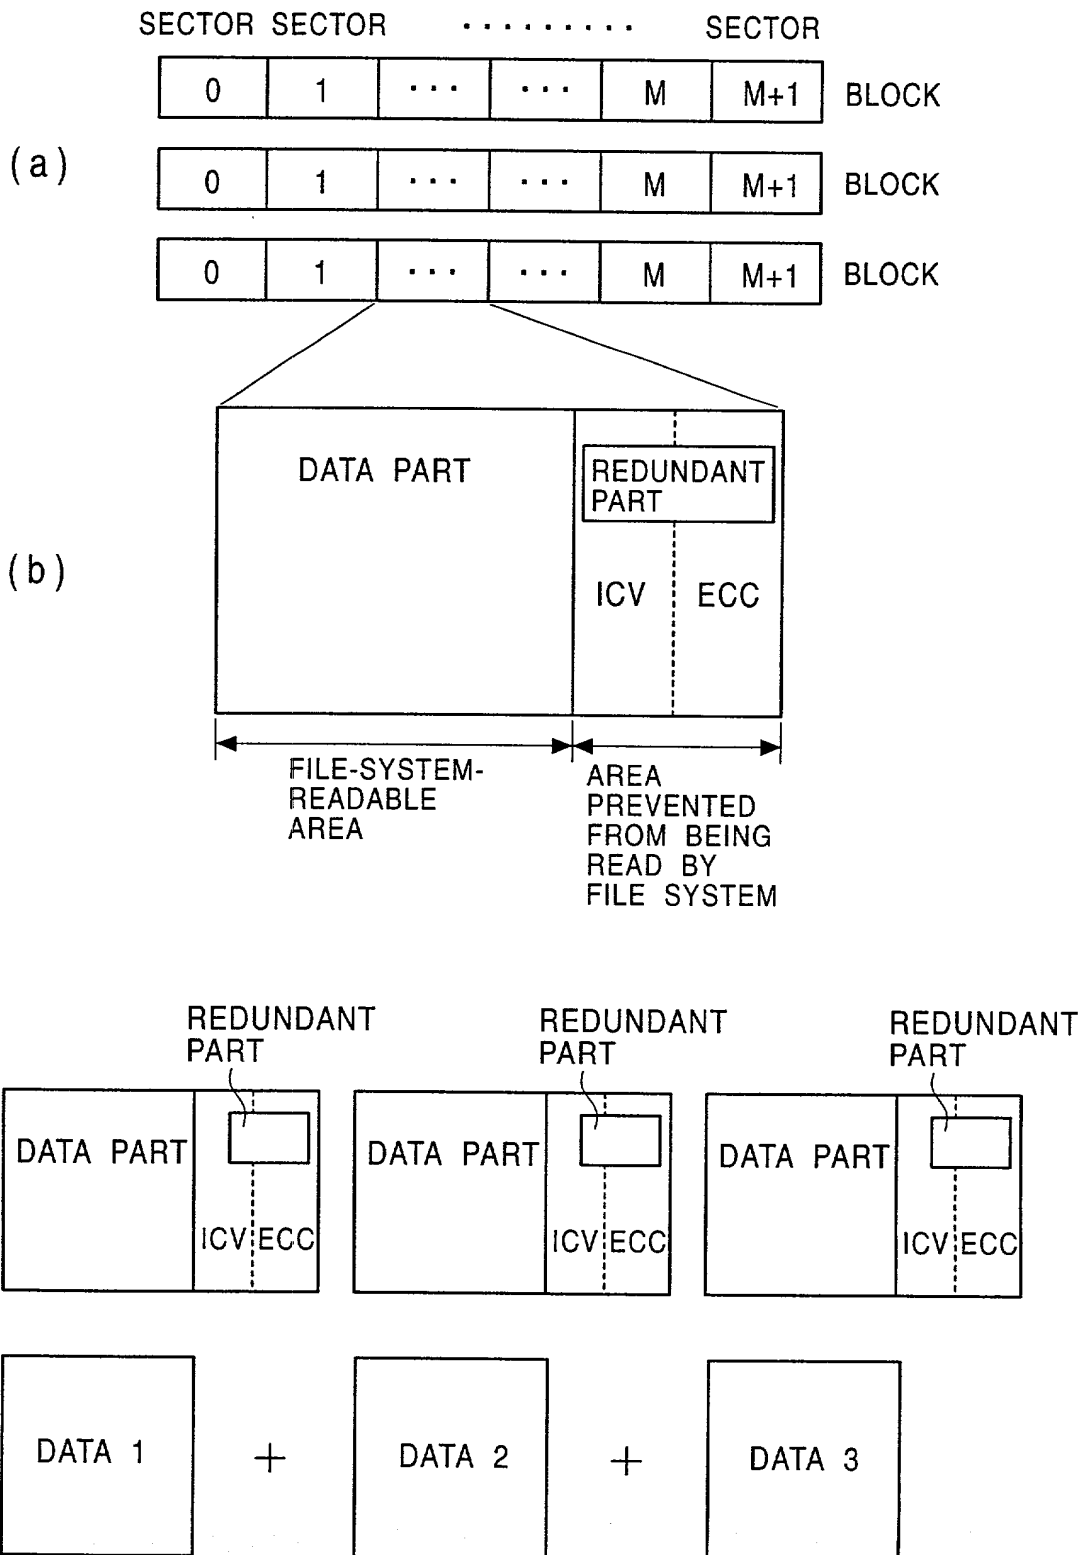 SECTOR SECTOR ......... SECTOR
0 1 ... ... M M+1 BLOCK
(a)
0 1 ... ... M M+1 BLOCK
0 1 ... ... M M+1 BLOCK
DATA PART
REDUNDANT
PART
(b)
ICV ECC
FILE-SYSTEM-
READABLE
AREA
AREA
PREVENTED
FROM BEING
READ BY
FILE SYSTEM
REDUNDANT
PART
REDUNDANT
PART
REDUNDANT
PART
DATA PART
ICV ECC
DATA PART
ICV ECC
DATA PART
ICV ECC
DATA 1 + DATA 2 + DATA 3